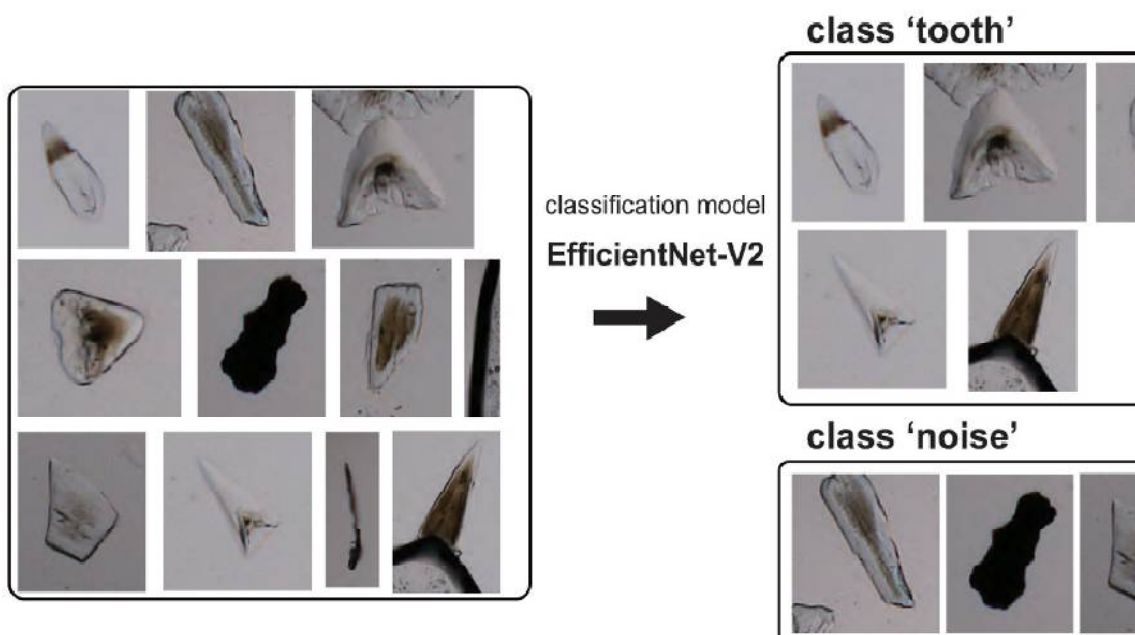 class ‘tooth’
classification model
EfficientNet-V2
class ‘noise’